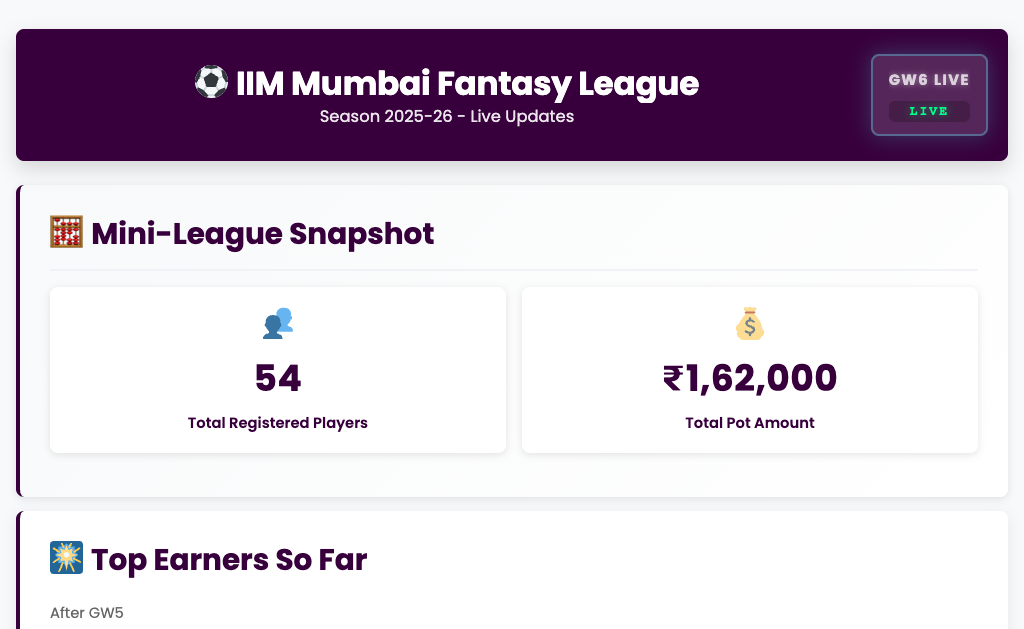 IIM Mumbai Fantasy League
Season 2025-26 - Live Updates
GW6 LIVE
LIVE
Mini-League Snapshot
54
Total Registered Players
₹1,62,000
Total Pot Amount
Top Earners So Far
After GW5